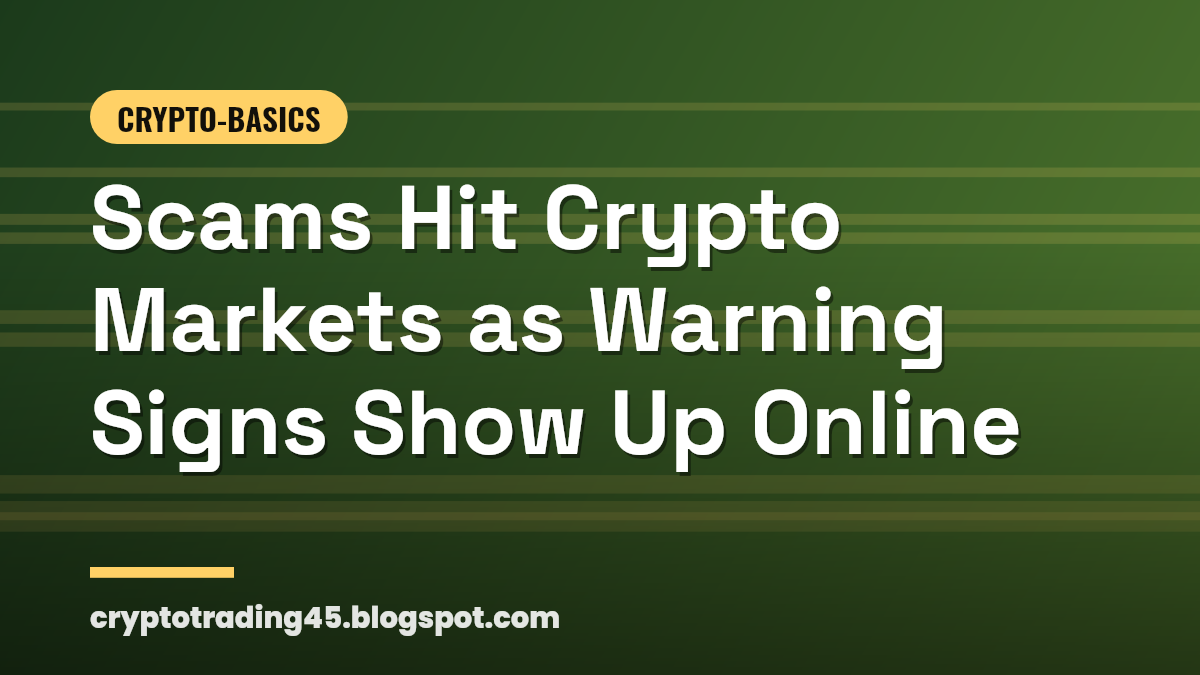 CRYPTO-BASICS
Scams Hit Crypto
Markets as Warning
Signs Show Up Online
cryptotrading45.blogspot.com